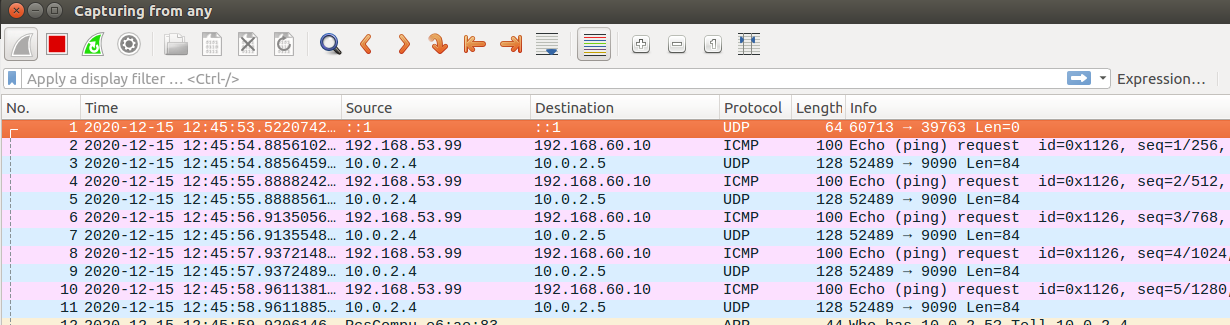 Capturing from any
Apply a display filter … <Ctrl-/>
Expression…
No. Time Source Destination Protocol Length Info
1 2020-12-15 12:45:53.5220742… ::1 ::1 UDP 64 60713 → 39763 Len=0
2 2020-12-15 12:45:54.8856102… 192.168.53.99 192.168.60.10 ICMP 100 Echo (ping) request id=0x1126, seq=1/256,
3 2020-12-15 12:45:54.8856459… 10.0.2.4 10.0.2.5 UDP 128 52489 → 9090 Len=84
4 2020-12-15 12:45:55.8888242… 192.168.53.99 192.168.60.10 ICMP 100 Echo (ping) request id=0x1126, seq=2/512,
5 2020-12-15 12:45:55.8888561… 10.0.2.4 10.0.2.5 UDP 128 52489 → 9090 Len=84
6 2020-12-15 12:45:56.9135056… 192.168.53.99 192.168.60.10 ICMP 100 Echo (ping) request id=0x1126, seq=3/768,
7 2020-12-15 12:45:56.9135548… 10.0.2.4 10.0.2.5 UDP 128 52489 → 9090 Len=84
8 2020-12-15 12:45:57.9372148… 192.168.53.99 192.168.60.10 ICMP 100 Echo (ping) request id=0x1126, seq=4/1024,
9 2020-12-15 12:45:57.9372489… 10.0.2.4 10.0.2.5 UDP 128 52489 → 9090 Len=84
10 2020-12-15 12:45:58.9611381… 192.168.53.99 192.168.60.10 ICMP 100 Echo (ping) request id=0x1126, seq=5/1280,
11 2020-12-15 12:45:58.9611885… 10.0.2.4 10.0.2.5 UDP 128 52489 → 9090 Len=84
12 2020-12-15 12:45:59.9206146… PcsCompu_e6:ae:83 ARP 44 Who has 10.0.2.5? Tell 10.0.2.4